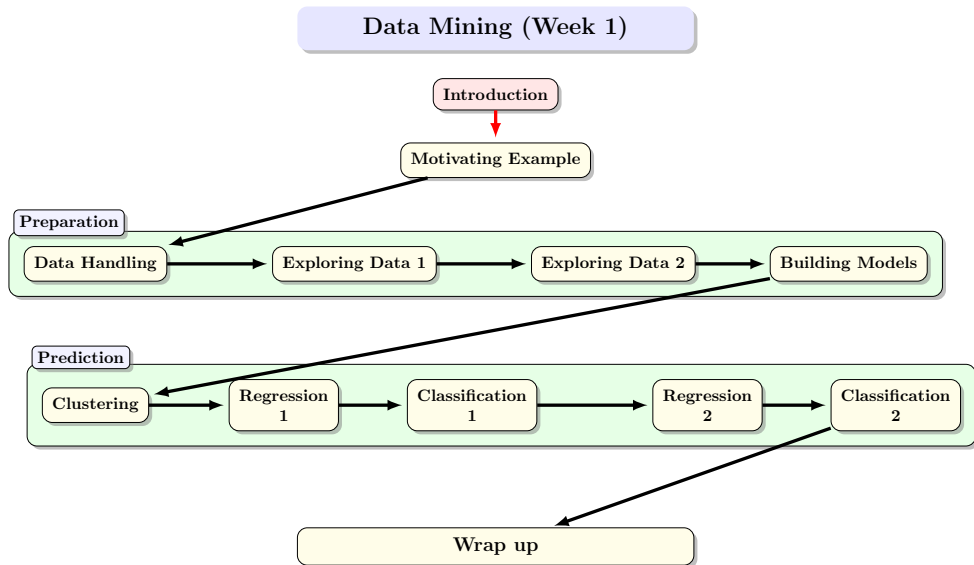 Data Mining (Week 1)
Introduction
Motivating Example
Preparation
Data Handling
Exploring Data 1
Exploring Data 2
Building Models
Prediction
Clustering
Regression
1
Classification
1
Regression
2
Classification
2
Wrap up